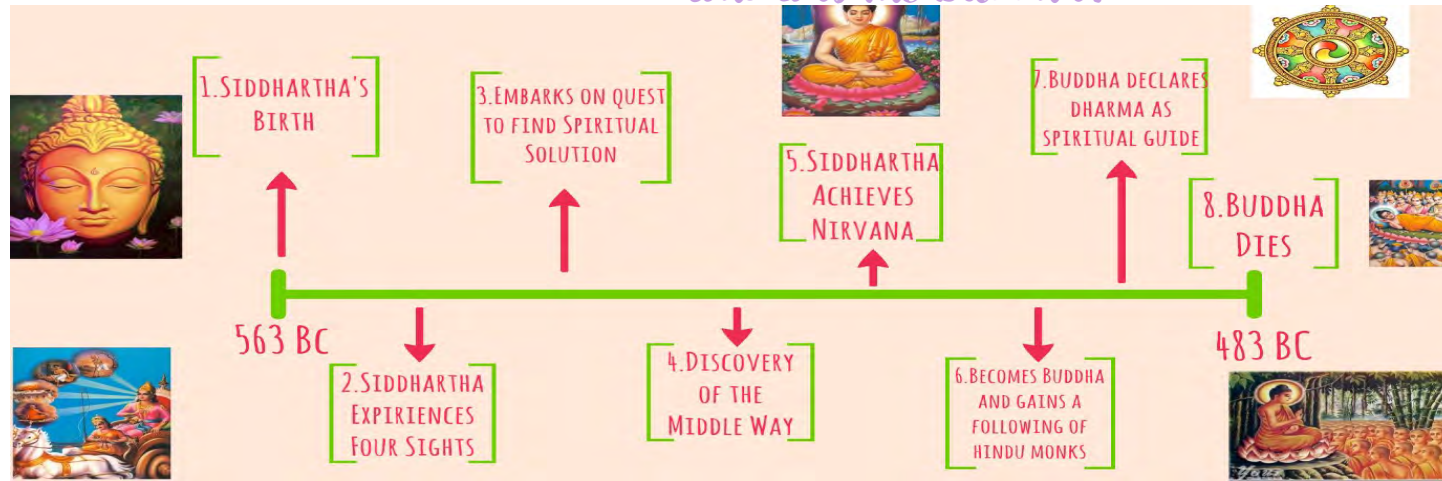 1.Siddhartha's
Birth
3.Embarks on quest
to find Spiritual
Solution
5.Siddhartha
Achieves
Nirvana
7.Buddha declares
dharma as
spiritual guide
8.Buddha
Dies
563 BC
483 BC
2.Siddhartha
Expiriences
Four Sights
4.Discovery
of the
Middle Way
6.Becomes Buddha
and gains a
following of
hindu monks